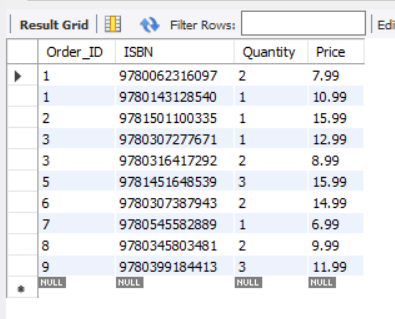 Result Grid Filter Rows: Edi
Order_ID ISBN Quantity Price
1 9780062316097 2 7.99
1 9780143128540 1 10.99
2 9781501100335 1 15.99
3 9780307277671 1 12.99
3 9780316417292 2 8.99
5 9781451648539 3 15.99
6 9780307387943 2 14.99
7 9780545582889 1 6.99
8 9780345803481 2 9.99
9 9780399184413 3 11.99
NULL NULL NULL NULL